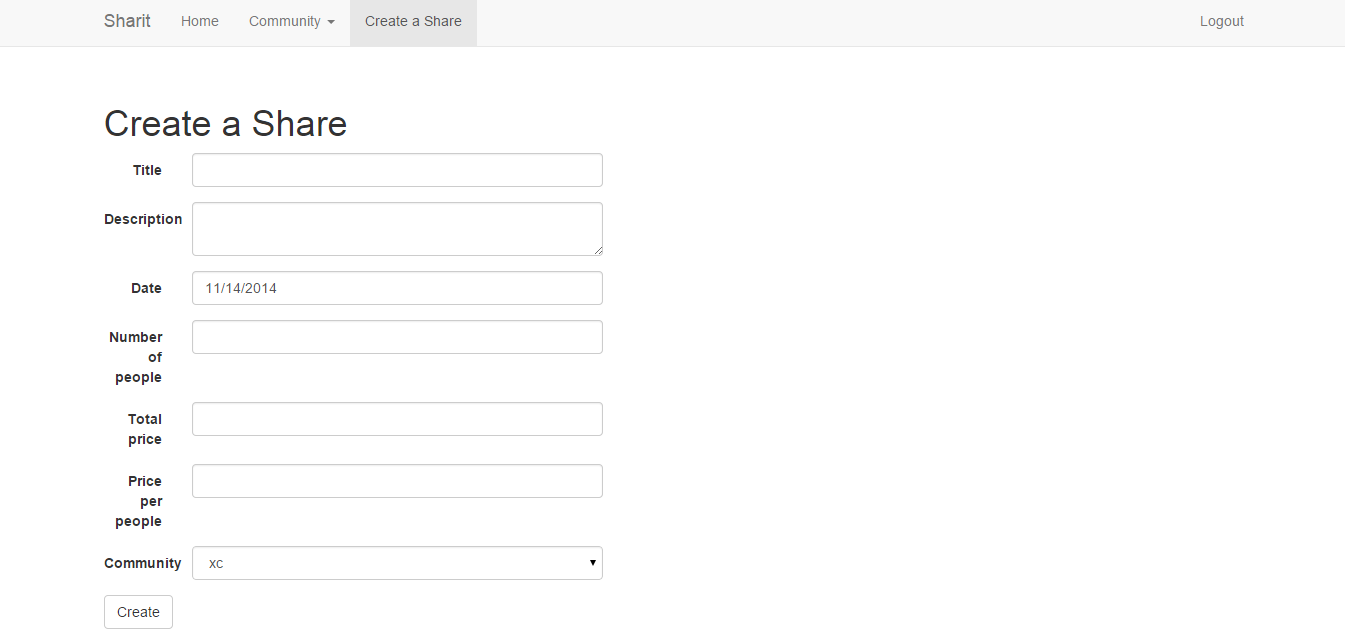 Sharit Home Community Create a Share Logout
Create a Share
Title
Description
Date 11/14/2014
Number
of
people
Total
price
Price
per
people
Community xc
Create